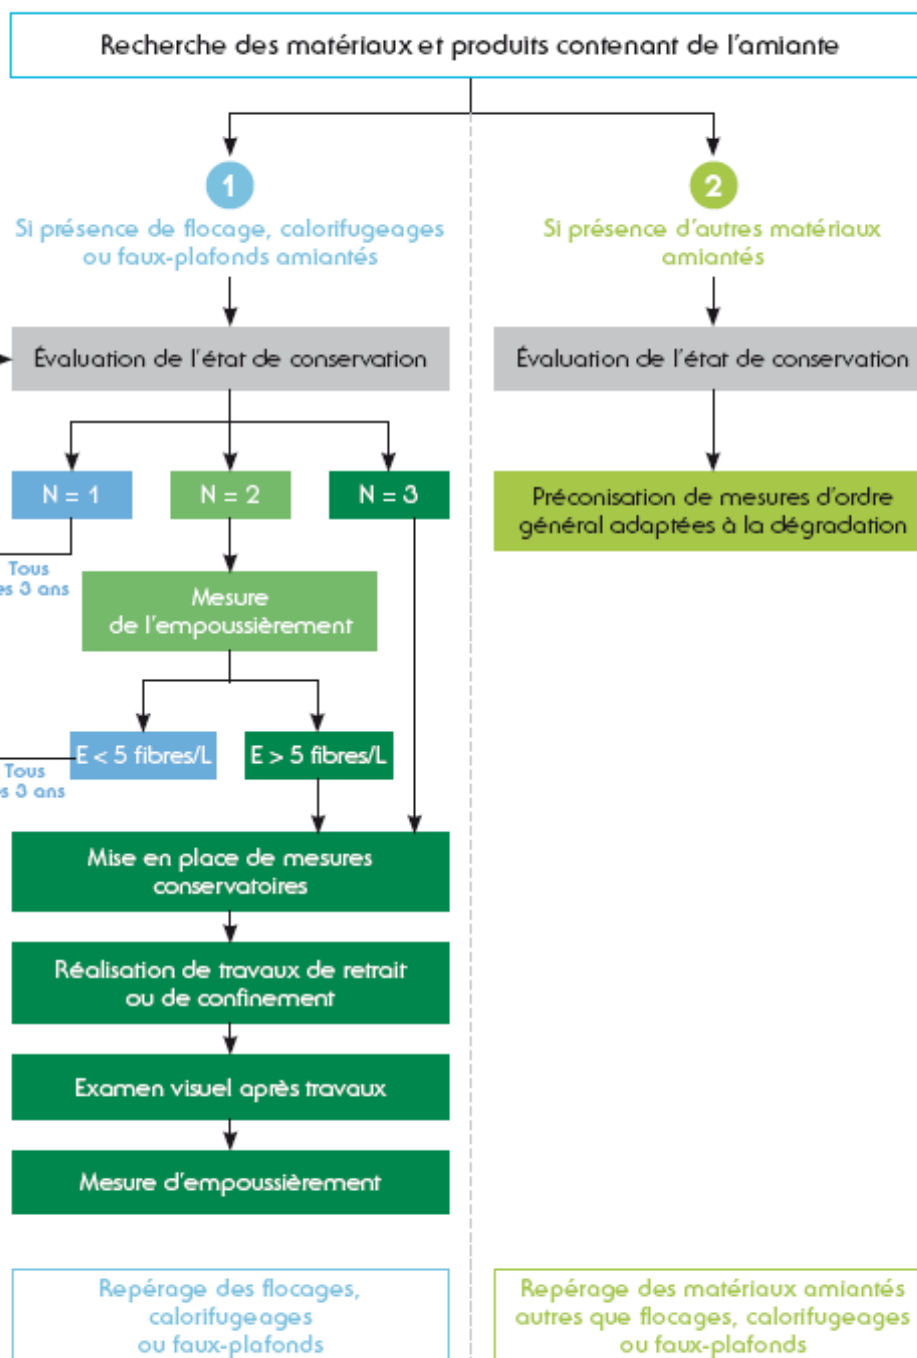 Recherche des matériaux et produits contenant de l'amiante
1
Si présence de flocage, calorifugeages
ou faux-plafonds amiantés
2
Si présence d'autres matériaux
amiantés
Évaluation de l'état de conservation
Évaluation de l'état de conservation
N = 1
N = 2
N = 3
Préconisation de mesures d'ordre
général adaptées à la dégradation
Tous
es 3 ans
Mesure
de l'empoussièrement
E < 5 fibres/L
E > 5 fibres/L
Tous
es 3 ans
Mise en place de mesures
conservatoires
Réalisation de travaux de retrait
ou de confinement
Examen visuel après travaux
Mesure d'empoussièrement
Repérage des flocages,
calorifugeages
ou faux-plafonds
Repérage des matériaux amiantés
autres que flocages, calorifugeages
ou faux-plafonds